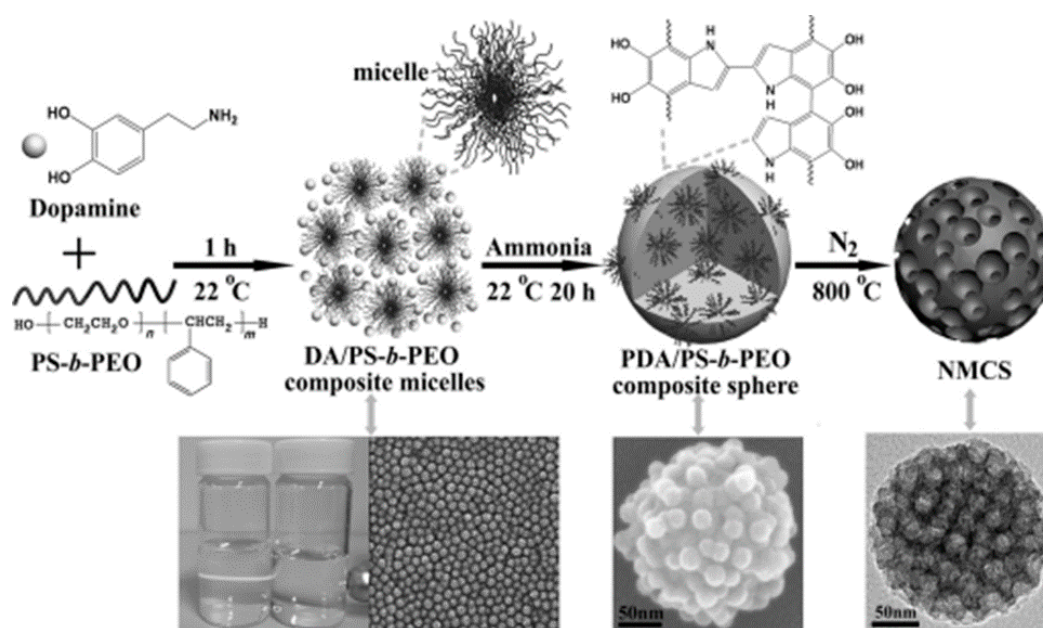 micelle
HO
HO
NH₂
Dopamine
+
1 h
22 °C
HO-(-CH₂CH₂O-)ₙ-(-CHCH₂-)ₘ-H
PS-b-PEO
DA/PS-b-PEO
composite micelles
Ammonia
22 °C 20 h
HO
HO
H
N
N
H
OH
OH
OH
OH
N
H
PDA/PS-b-PEO
composite sphere
N₂
800 °C
NMCS
50nm
50nm